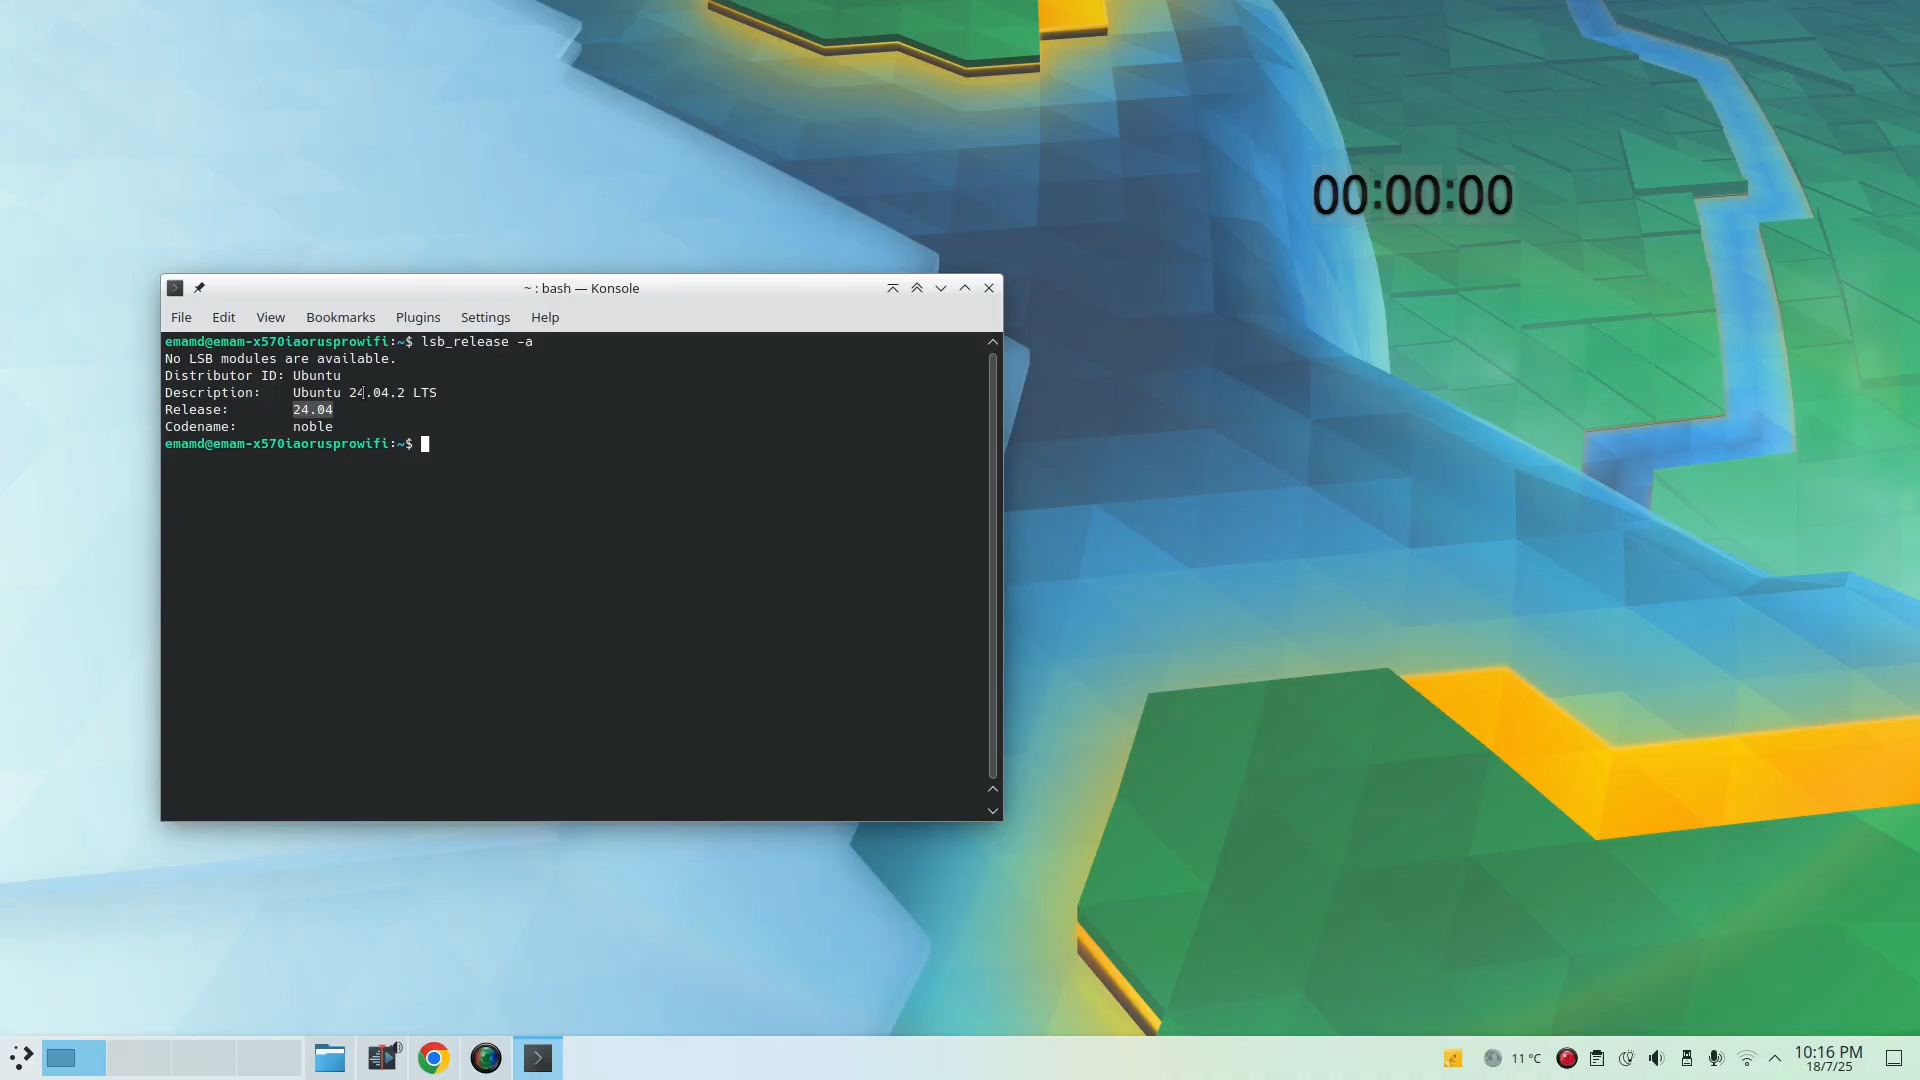 00:00:00
~ : bash — Konsole
File Edit View Bookmarks Plugins Settings Help
emamd@emam-x570iaorusprowifi:~$ lsb_release -a
No LSB modules are available.
Distributor ID: Ubuntu
Description: Ubuntu 24.04.2 LTS
Release: 24.04
Codename: noble
emamd@emam-x570iaorusprowifi:~$
11 °C
10:16 PM
18/7/25